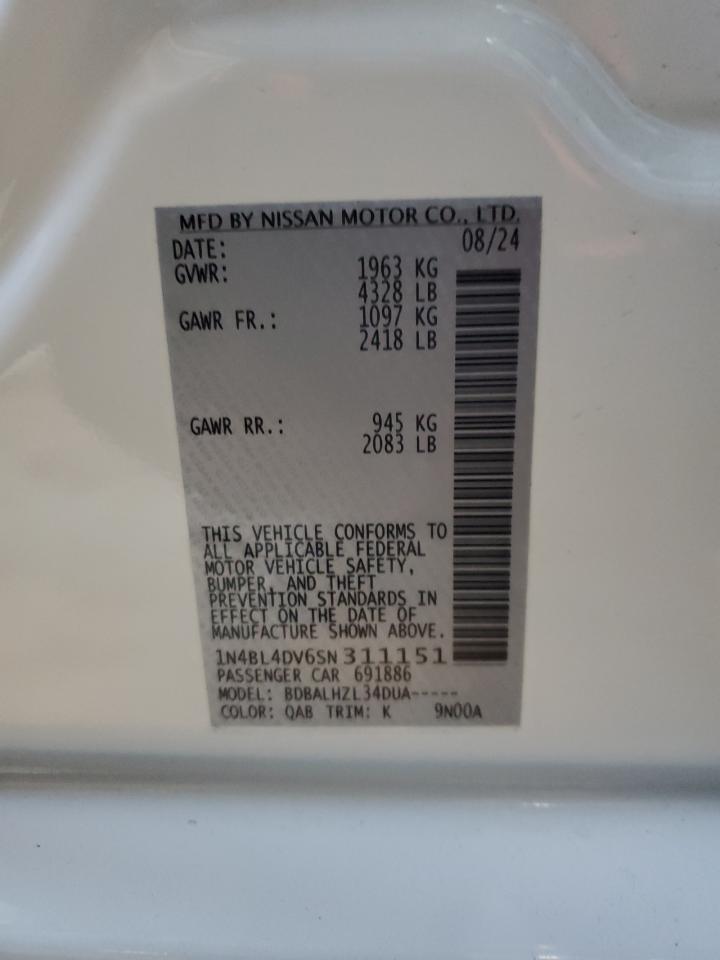 MFD BY NISSAN MOTOR CO., LTD.
DATE: 08/24
GVWR: 1963 KG
4328 LB
GAWR FR.: 1097 KG
2418 LB
GAWR RR.: 945 KG
2083 LB
THIS VEHICLE CONFORMS TO
ALL APPLICABLE FEDERAL
MOTOR VEHICLE SAFETY,
BUMPER, AND THEFT
PREVENTION STANDARDS IN
EFFECT ON THE DATE OF
MANUFACTURE SHOWN ABOVE.
1N4BL4DV6SN311151
PASSENGER CAR 691886
MODEL: BDBALHZL34DUA-----
COLOR: QAB TRIM: K 9N00A